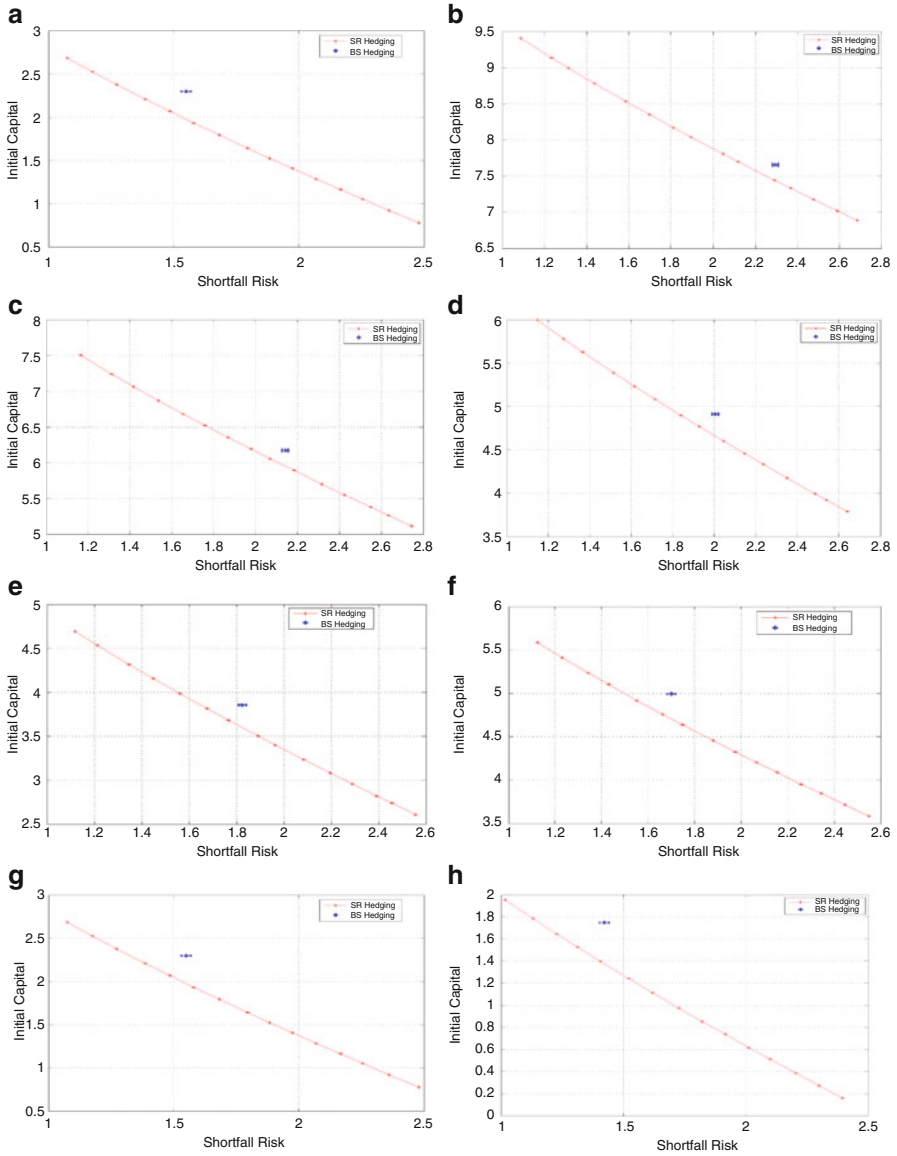 a
3
2.5
2
1.5
1
0.5
1
1.5
2
2.5
Initial Capital
Shortfall Risk
SR Hedging
BS Hedging
b
9.5
9
8.5
8
7.5
7
6.5
1
1.2
1.4
1.6
1.8
2
2.2
2.4
2.6
2.8
Initial Capital
Shortfall Risk
SR Hedging
BS Hedging
c
8
7.5
7
6.5
6
5.5
5
1
1.2
1.4
1.6
1.8
2
2.2
2.4
2.6
2.8
Initial Capital
Shortfall Risk
SR Hedging
BS Hedging
d
6
5.5
5
4.5
4
3.5
1
1.2
1.4
1.6
1.8
2
2.2
2.4
2.6
2.8
Initial Capital
Shortfall Risk
SR Hedging
BS Hedging
e
5
4.5
4
3.5
3
2.5
1
1.2
1.4
1.6
1.8
2
2.2
2.4
2.6
Initial Capital
Shortfall Risk
SR Hedging
BS Hedging
f
6
5.5
5
4.5
4
3.5
1
1.2
1.4
1.6
1.8
2
2.2
2.4
2.6
Initial Capital
Shortfall Risk
SR Hedging
BS Hedging
g
3
2.5
2
1.5
1
0.5
1
1.5
2
2.5
Initial Capital
Shortfall Risk
SR Hedging
BS Hedging
h
2
1.8
1.6
1.4
1.2
1
0.8
0.6
0.4
0.2
0
1
1.5
2
2.5
Initial Capital
Shortfall Risk
SR Hedging
BS Hedging